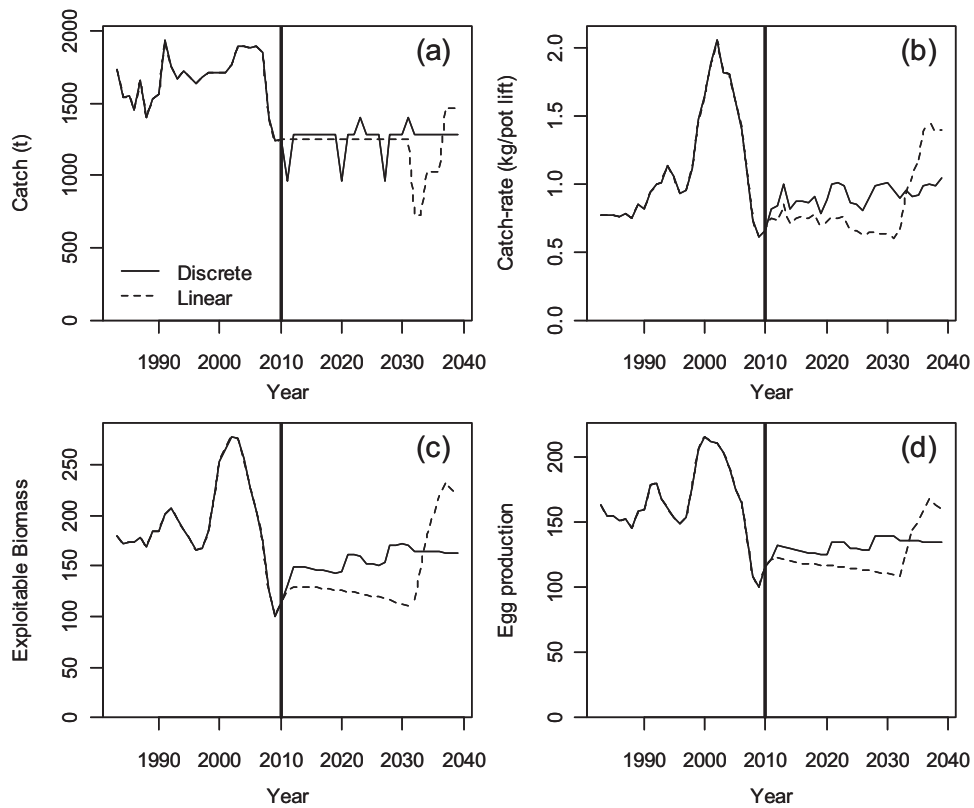 (a)
Catch (t)
2000
1500
1000
500
0
Discrete
Linear
1990 2000 2010 2020 2030 2040
Year
(b)
Catch-rate (kg/pot lift)
2.0
1.5
1.0
0.5
0.0
1990 2000 2010 2020 2030 2040
Year
(c)
Exploitable Biomass
250
200
150
100
50
0
1990 2000 2010 2020 2030 2040
Year
(d)
Egg production
200
150
100
50
0
1990 2000 2010 2020 2030 2040
Year